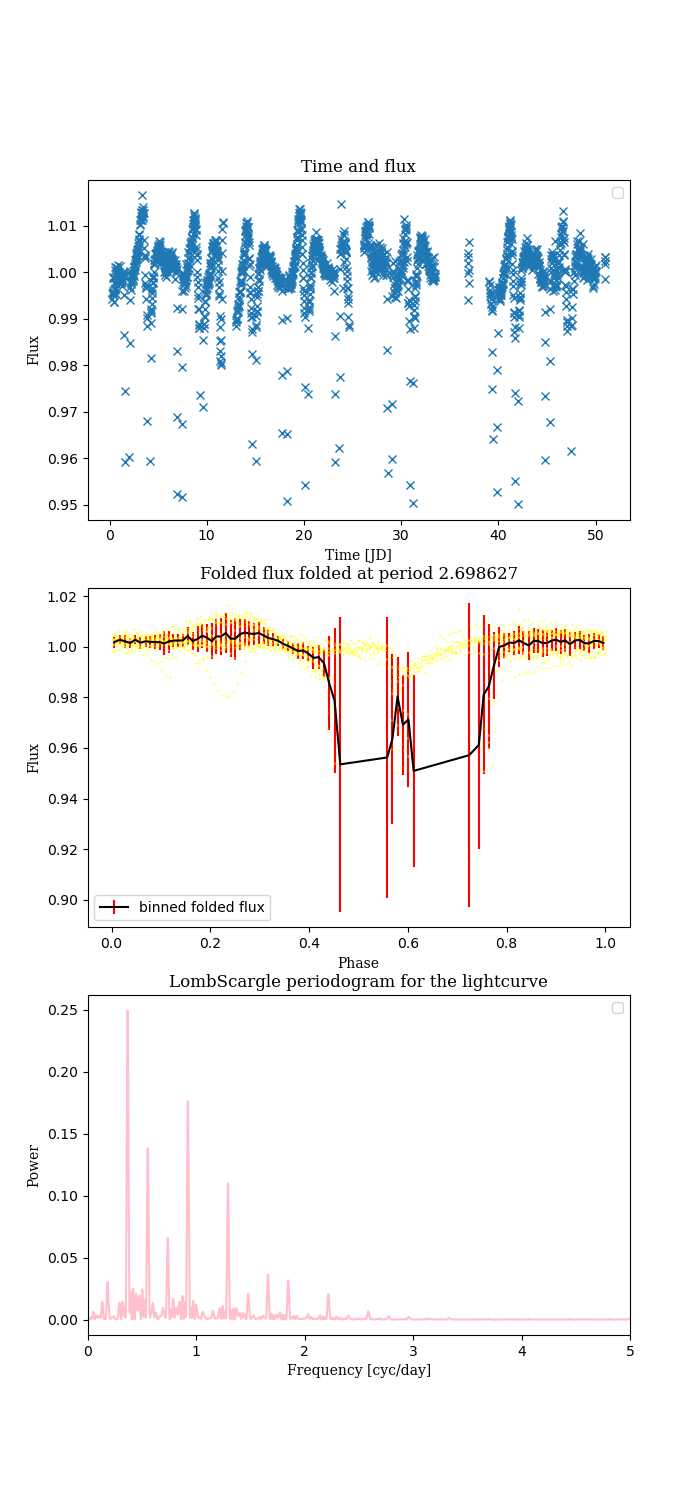 Time and flux
1.01
1.00
0.99
0.98
0.97
0.96
0.95
Flux
0 10 20 30 40 50
Time [JD]
Folded flux folded at period 2.698627
1.02
1.00
0.98
0.96
0.94
0.92
0.90
Flux
binned folded flux
0.0 0.2 0.4 0.6 0.8 1.0
Phase
LombScargle periodogram for the lightcurve
0.25
0.20
0.15
0.10
0.05
0.00
Power
0 1 2 3 4 5
Frequency [cyc/day]